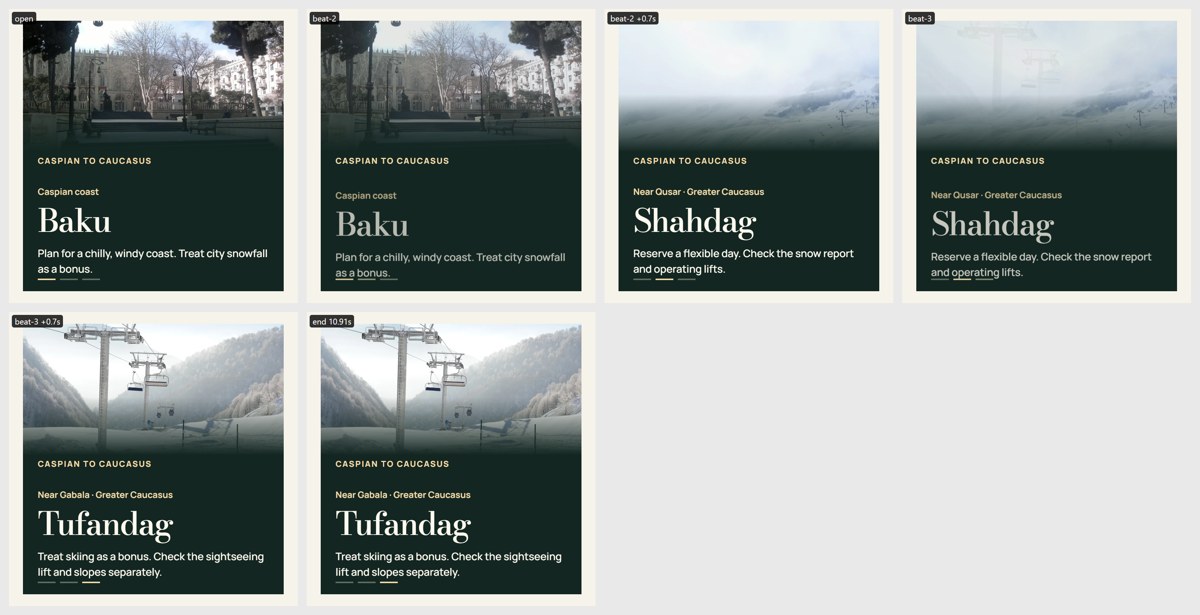 open
CASPIAN TO CAUCASUS
Caspian coast
Baku
Plan for a chilly, windy coast. Treat city snowfall
as a bonus.
beat-2
CASPIAN TO CAUCASUS
Caspian coast
Baku
Plan for a chilly, windy coast. Treat city snowfall
as a bonus.
beat-2 +0.7s
CASPIAN TO CAUCASUS
Near Qusar · Greater Caucasus
Shahdag
Reserve a flexible day. Check the snow report
and operating lifts.
beat-3
CASPIAN TO CAUCASUS
Near Qusar · Greater Caucasus
Shahdag
Reserve a flexible day. Check the snow report
and operating lifts.
beat-3 +0.7s
CASPIAN TO CAUCASUS
Near Gabala · Greater Caucasus
Tufandag
Treat skiing as a bonus. Check the sightseeing
lift and slopes separately.
end 10.91s
CASPIAN TO CAUCASUS
Near Gabala · Greater Caucasus
Tufandag
Treat skiing as a bonus. Check the sightseeing
lift and slopes separately.